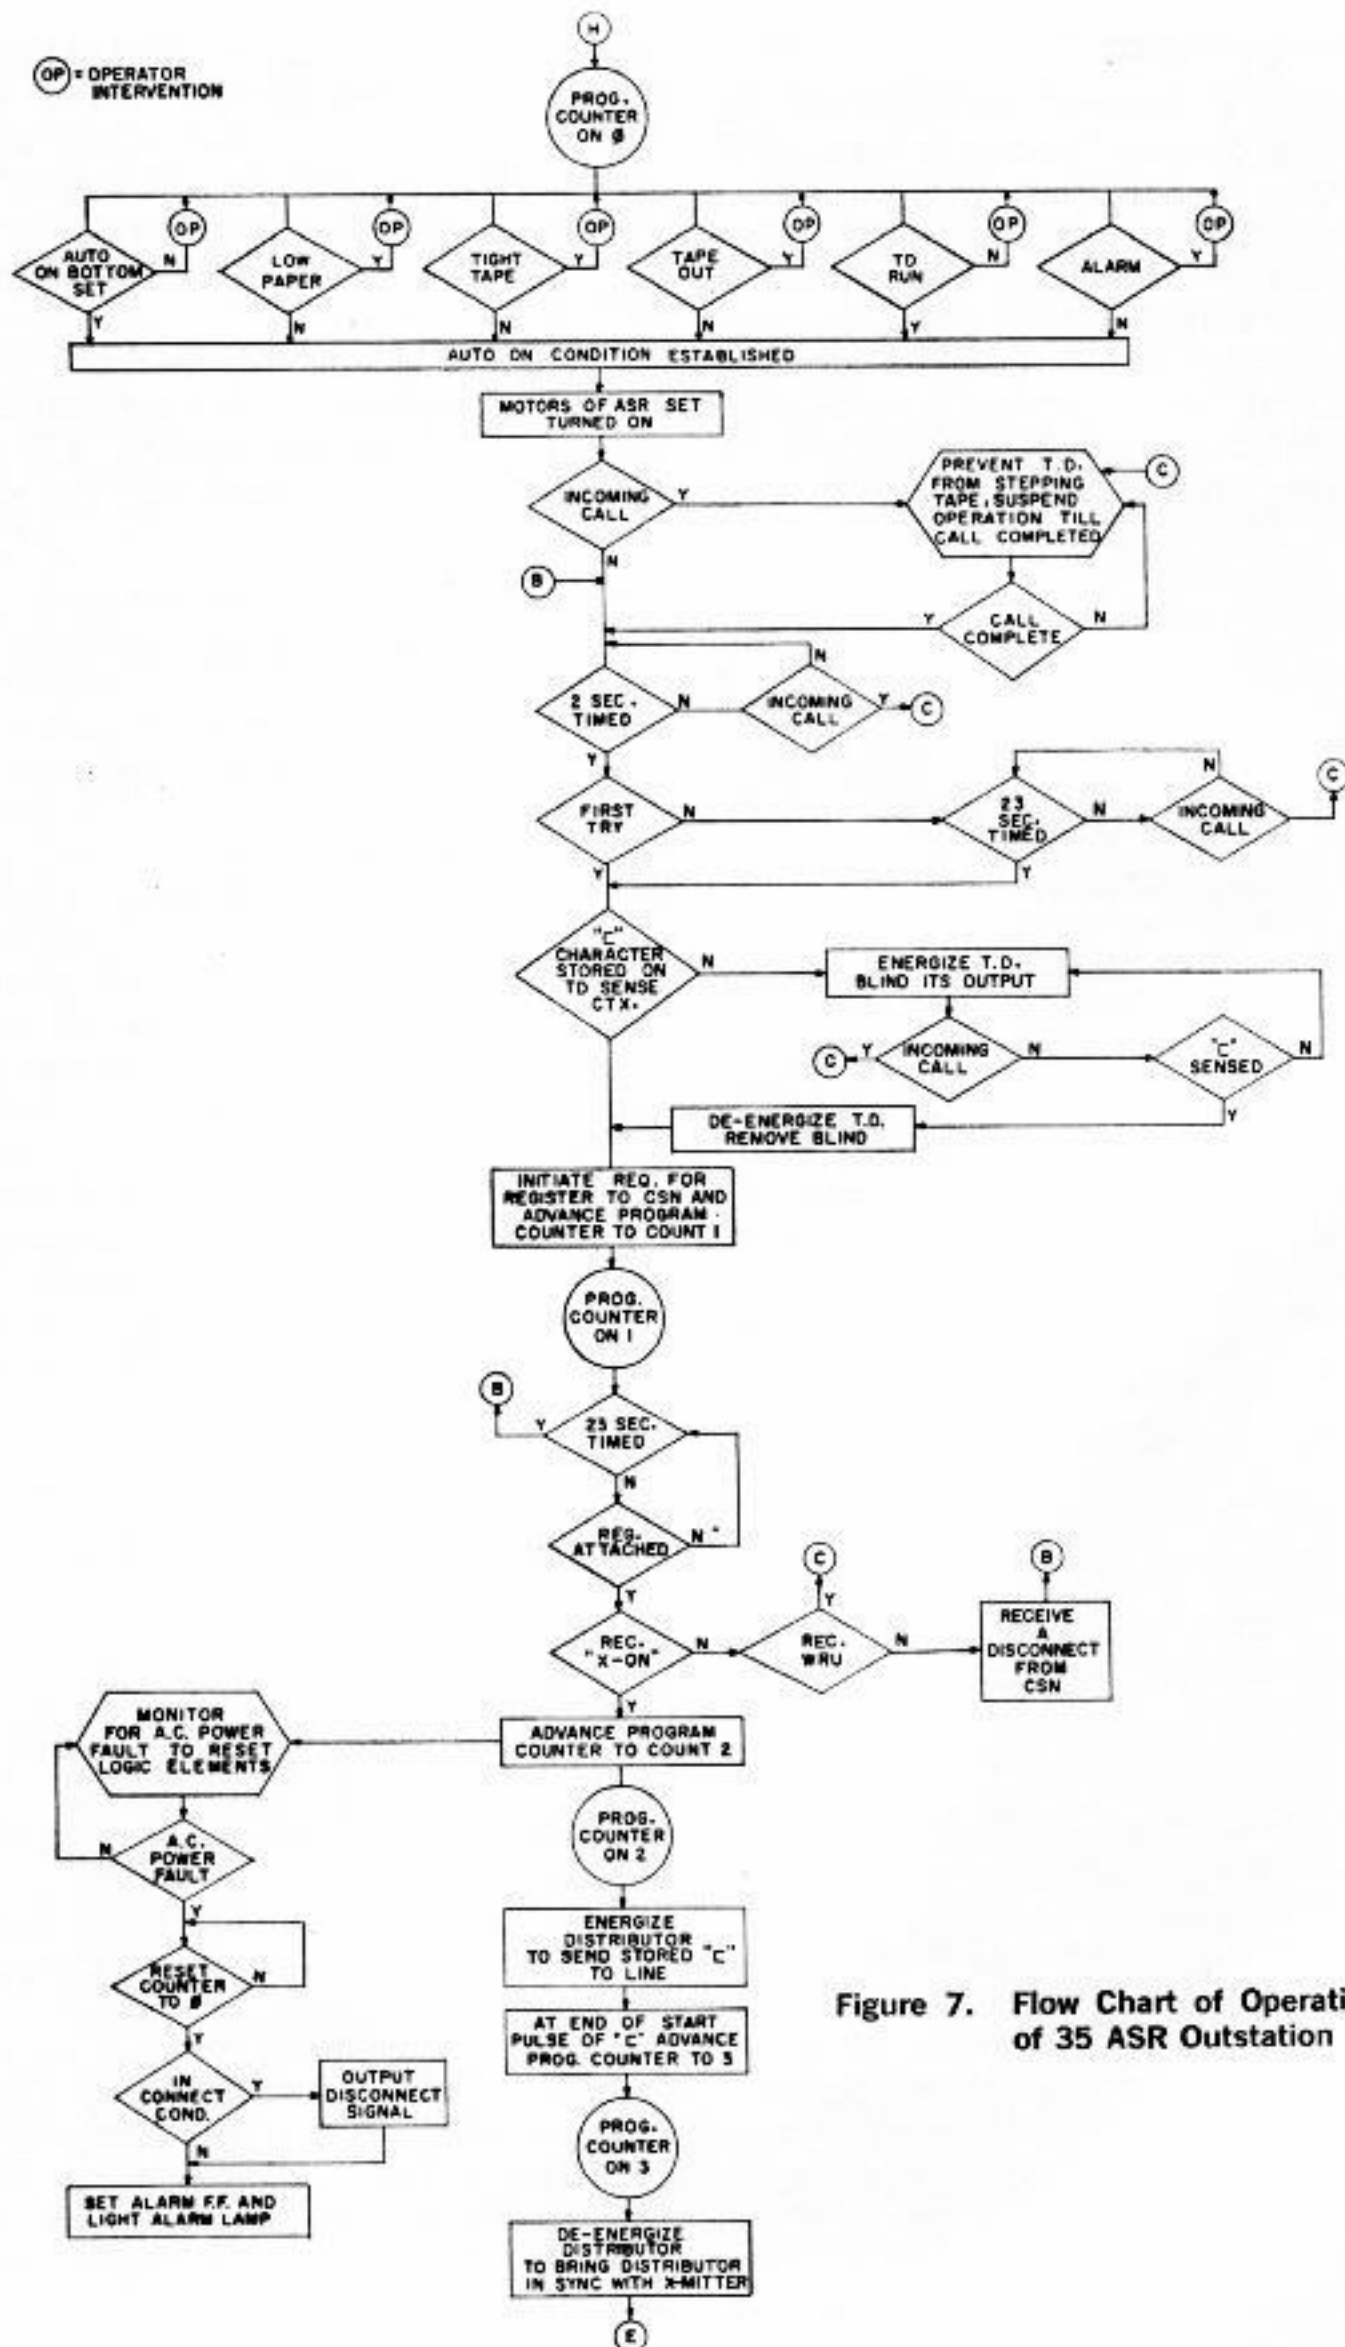 H
OP = OPERATOR
INTERVENTION
PROG.
COUNTER
ON Ø
OP
OP
OP
OP
OP
OP
AUTO
ON BOTTOM
SET
N
Y
LOW
PAPER
Y
N
TIGHT
TAPE
Y
N
TAPE
OUT
Y
N
TD
RUN
N
Y
ALARM
Y
N
AUTO ON CONDITION ESTABLISHED
MOTORS OF ASR SET
TURNED ON
INCOMING
CALL
Y
N
PREVENT T.D.
FROM STEPPING
TAPE, SUSPEND
OPERATION TILL
CALL COMPLETED
C
B
CALL
COMPLETE
Y
N
2 SEC.
TIMED
N
Y
INCOMING
CALL
N
Y
C
FIRST
TRY
N
Y
23
SEC.
TIMED
N
Y
INCOMING
CALL
N
C
"C"
CHARACTER
STORED ON
TD SENSE
CTX.
N
ENERGIZE T.D.
BLIND ITS OUTPUT
C
Y
INCOMING
CALL
N
"C"
SENSED
N
Y
DE-ENERGIZE T.D.
REMOVE BLIND
INITIATE REQ. FOR
REGISTER TO CSN AND
ADVANCE PROGRAM
COUNTER TO COUNT 1
PROG.
COUNTER
ON 1
B
Y
25 SEC.
TIMED
N
REG.
ATTACHED
N
Y
REC.
"X-ON"
N
Y
C
Y
REC.
WRU
N
B
RECEIVE
A
DISCONNECT
FROM
CSN
ADVANCE PROGRAM
COUNTER TO COUNT 2
MONITOR
FOR A.C. POWER
FAULT TO RESET
LOGIC ELEMENTS
A.C.
POWER
FAULT
N
Y
RESET
COUNTER
TO Ø
N
Y
IN
CONNECT
COND.
Y
N
OUTPUT
DISCONNECT
SIGNAL
SET ALARM F.F. AND
LIGHT ALARM LAMP
PROG.
COUNTER
ON 2
ENERGIZE
DISTRIBUTOR
TO SEND STORED "C"
TO LINE
AT END OF START
PULSE OF "C" ADVANCE
PROG. COUNTER TO 3
PROG.
COUNTER
ON 3
DE-ENERGIZE
DISTRIBUTOR
TO BRING DISTRIBUTOR
IN SYNC WITH X-MITTER
E
Figure 7. Flow Chart of Operati
of 35 ASR Outstation